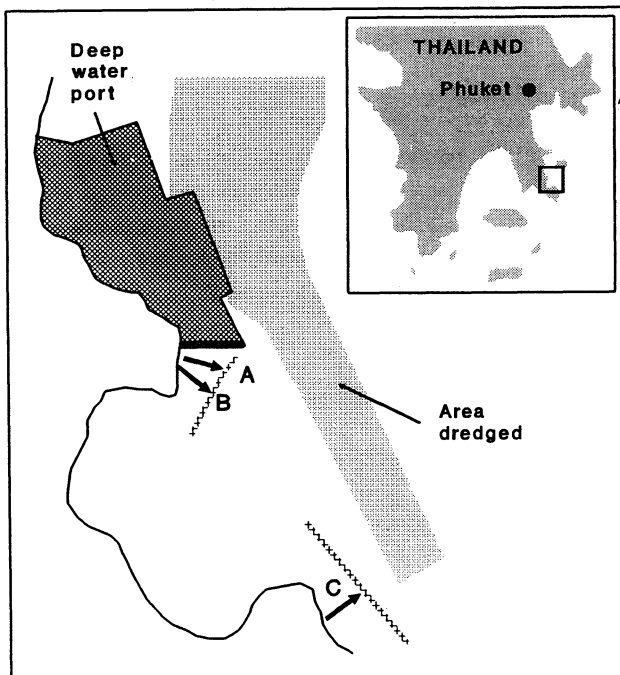 Deep
water
port
THAILAND
Phuket
A
B
Area
dredged
C